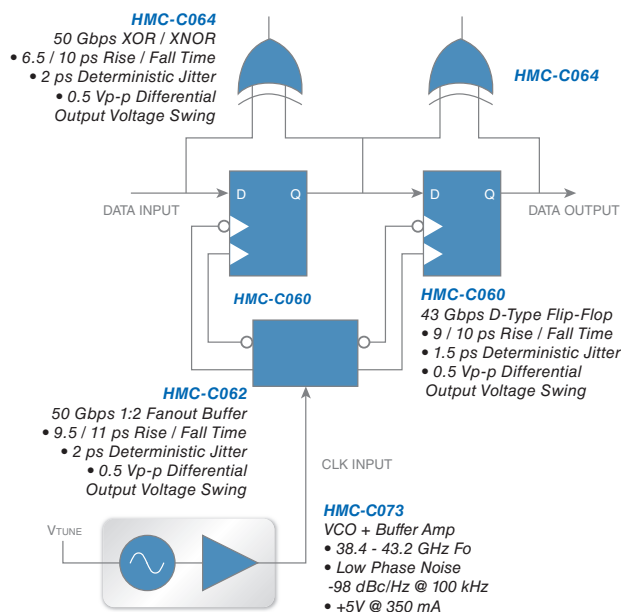 HMC-C064
50 Gbps XOR / XNOR
• 6.5 / 10 ps Rise / Fall Time
• 2 ps Deterministic Jitter
• 0.5 Vp-p Differential
Output Voltage Swing
HMC-C064
D Q
D Q
DATA INPUT
DATA OUTPUT
HMC-C060
HMC-C060
43 Gbps D-Type Flip-Flop
• 9 / 10 ps Rise / Fall Time
• 1.5 ps Deterministic Jitter
• 0.5 Vp-p Differential
Output Voltage Swing
HMC-C062
50 Gbps 1:2 Fanout Buffer
• 9.5 / 11 ps Rise / Fall Time
• 2 ps Deterministic Jitter
• 0.5 Vp-p Differential
Output Voltage Swing
CLK INPUT
VTUNE
HMC-C073
VCO + Buffer Amp
• 38.4 - 43.2 GHz Fo
• Low Phase Noise
-98 dBc/Hz @ 100 kHz
• +5V @ 350 mA